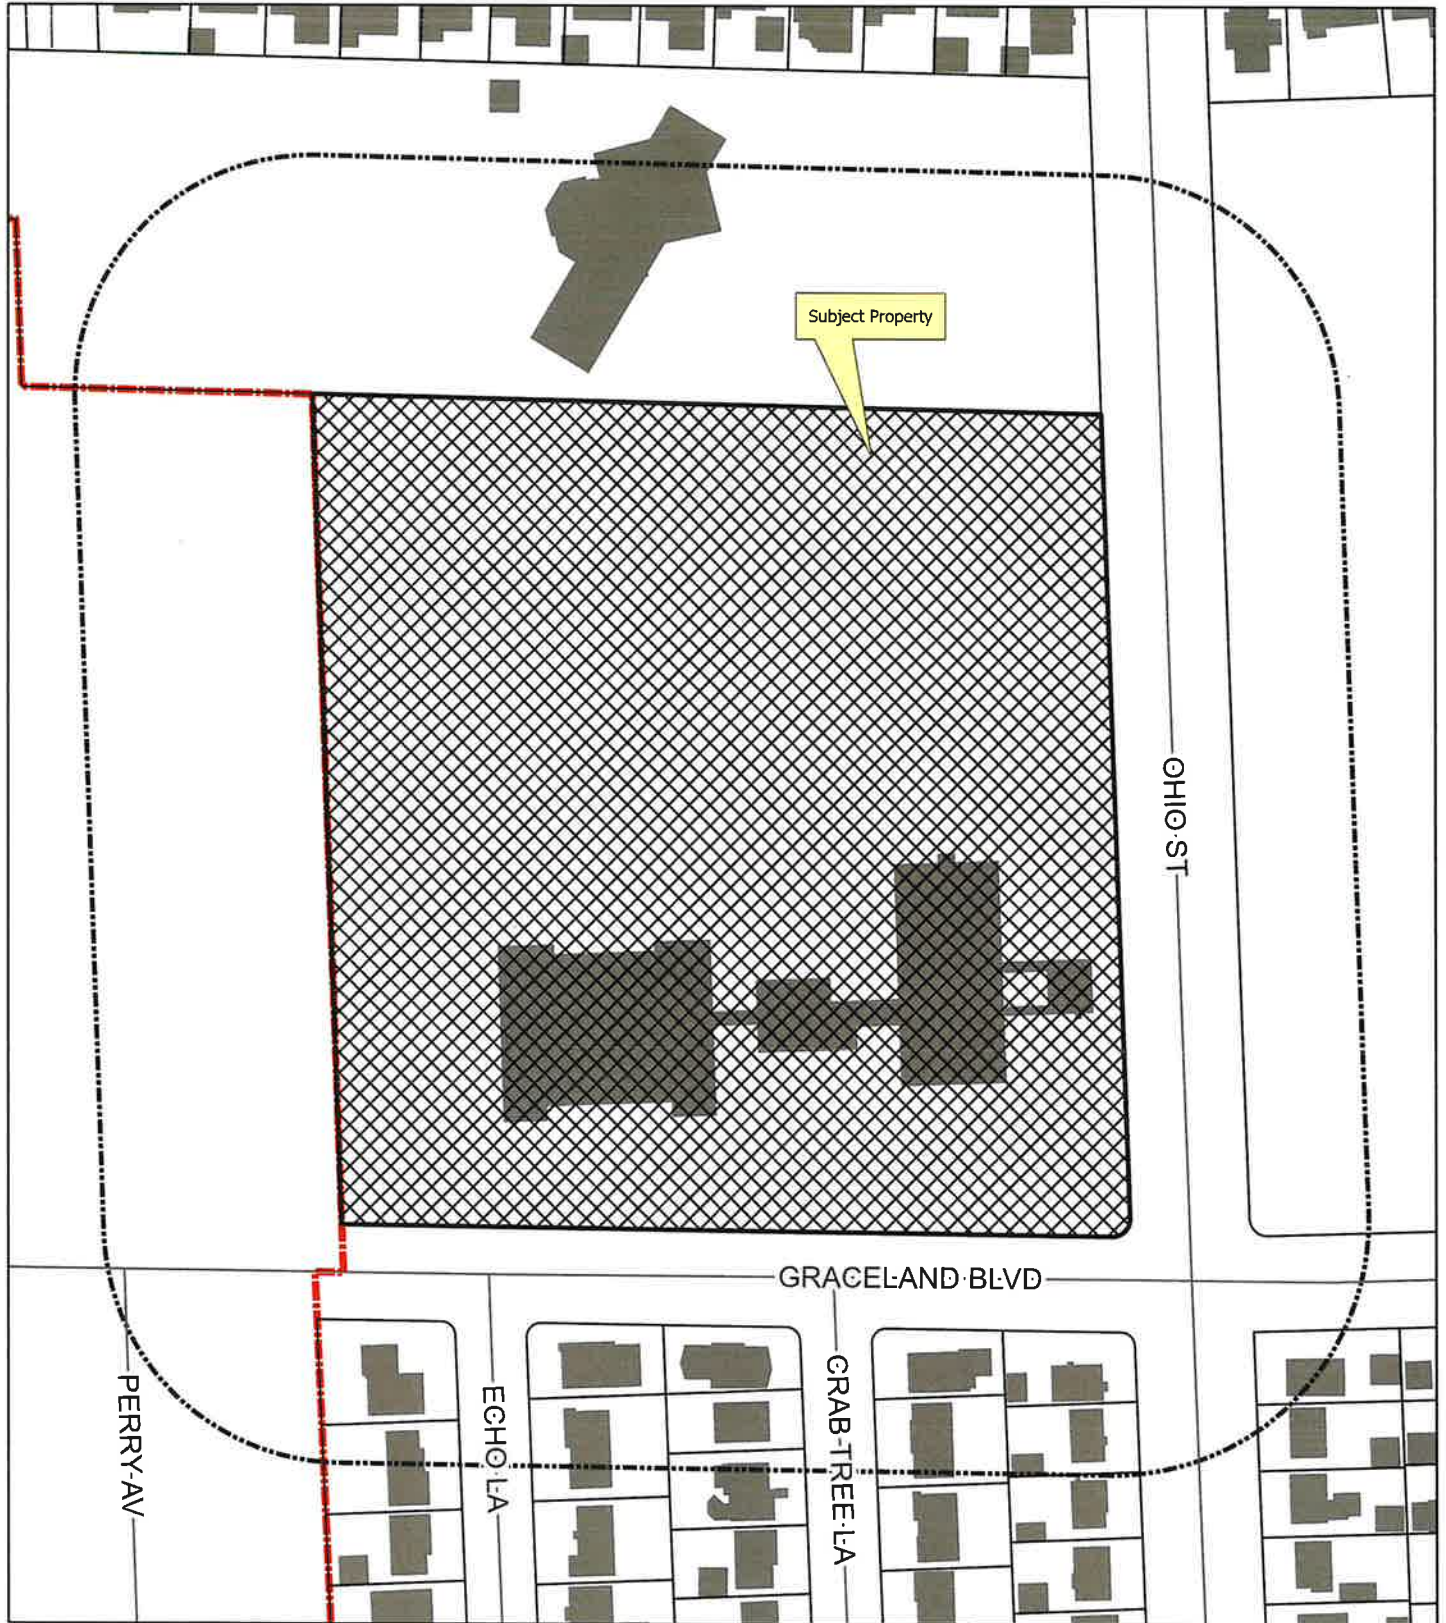 Subject Property
OHIO ST
GRACELAND BLVD
PERRY AV
ECHO LA
CRAB TREE LA